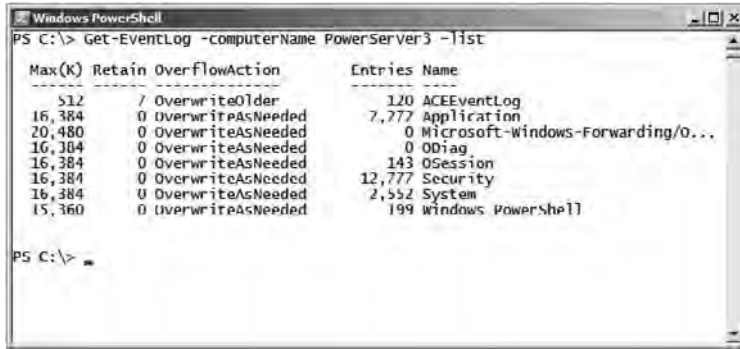 Windows PowerShell
PS C:\> Get-EventLog -computerName PowerServer3 -list
Max(K) Retain OverflowAction Entries Name
------ ------ -------------- ------- ----
512 7 OverwriteOlder 120 ACEEventLog
16,384 0 OverwriteAsNeeded 7,277 Application
20,480 0 OverwriteAsNeeded 0 Microsoft-Windows-Forwarding/O...
16,384 0 OverwriteAsNeeded 0 ODiag
16,384 0 OverwriteAsNeeded 143 OSession
16,384 0 OverwriteAsNeeded 12,777 Security
16,384 0 OverwriteAsNeeded 2,552 System
15,360 0 OverwriteAsNeeded 199 Windows PowerShell
PS C:\> _